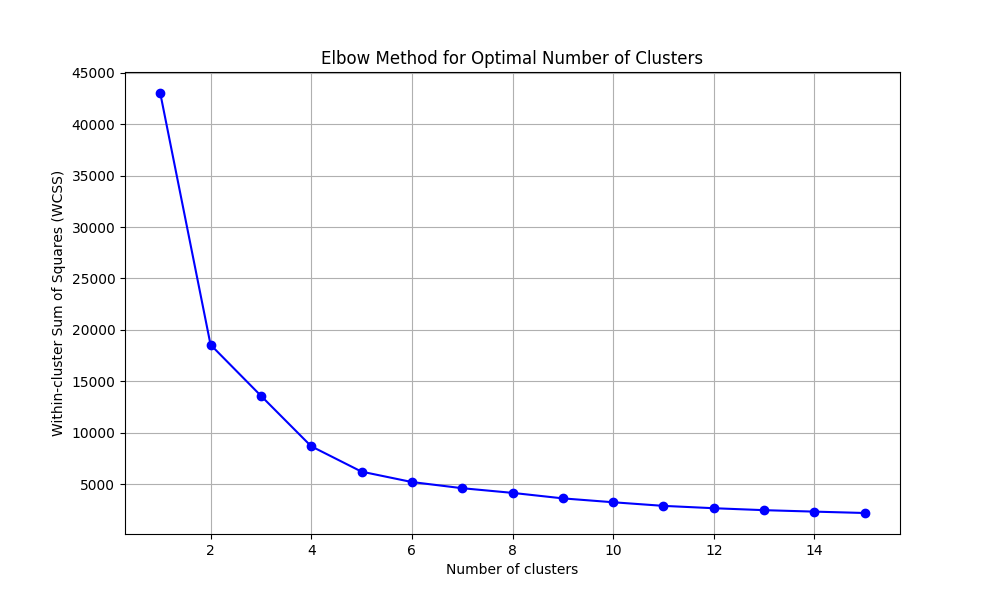 Elbow Method for Optimal Number of Clusters
45000
40000
35000
30000
25000
20000
15000
10000
5000
Within-cluster Sum of Squares (WCSS)
2 4 6 8 10 12 14
Number of clusters